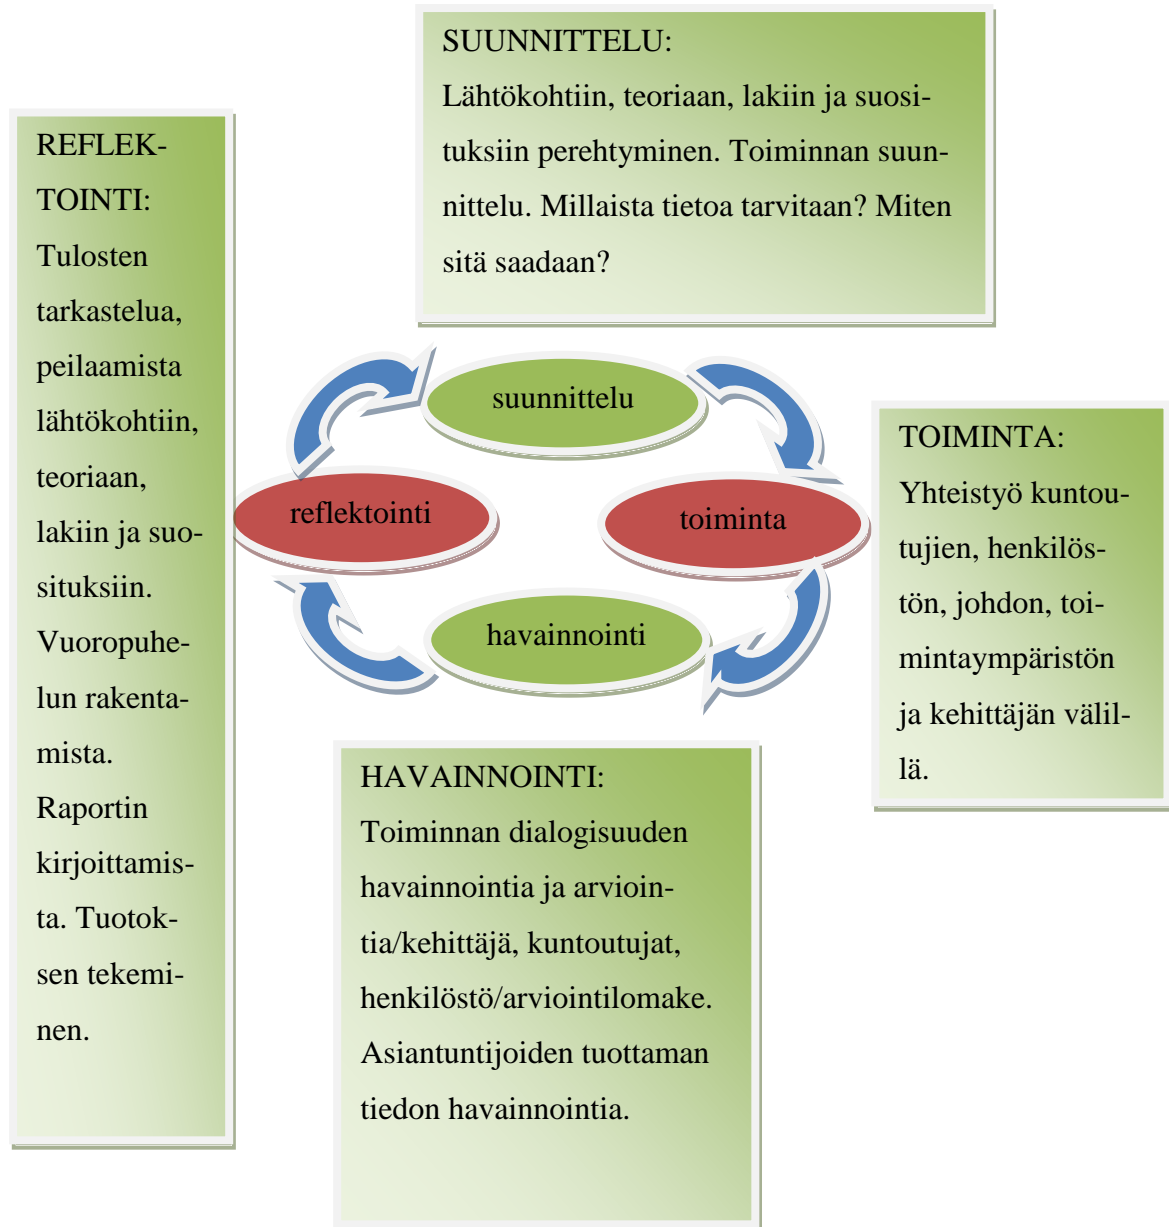 SUUNNITTELU:
Lähtökohtiin, teoriaan, lakiin ja suosi-
tuksiin perehtyminen. Toiminnan suun-
nittelu. Millaista tietoa tarvitaan? Miten
sitä saadaan?
REFLEK-
TOINTI:
Tulosten
tarkastelua,
peilaamista
lähtökohtiin,
teoriaan,
lakiin ja suo-
situksiin.
Vuoropuhe-
lun rakenta-
mista.
Raportin
kirjoittamis-
ta. Tuotok-
sen tekemi-
nen.
suunnittelu
reflektointi
toiminta
havainnointi
TOIMINTA:
Yhteistyö kuntou-
tujien, henkilös-
tön, johdon, toi-
mintaympäristön
ja kehittäjän välil-
lä.
HAVAINNOINTI:
Toiminnan dialogisuuden
havainnointia ja arvioin-
tia/kehittäjä, kuntoutujat,
henkilöstö/arviointilomake.
Asiantuntijoiden tuottaman
tiedon havainnointia.